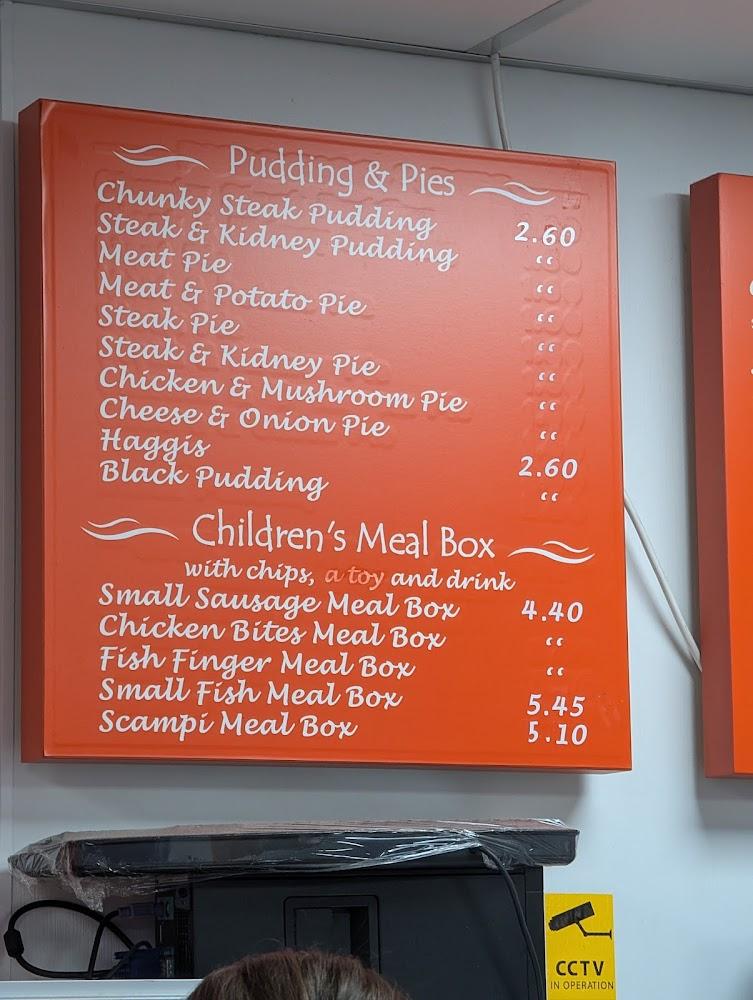 Pudding & Pies
Chunky Steak Pudding 2.60
Steak & Kidney Pudding “
Meat Pie “
Meat & Potato Pie “
Steak Pie “
Steak & Kidney Pie “
Chicken & Mushroom Pie “
Cheese & Onion Pie “
Haggis 2.60
Black Pudding “
Children's Meal Box
with chips, a toy and drink
Small Sausage Meal Box 4.40
Chicken Bites Meal Box “
Fish Finger Meal Box “
Small Fish Meal Box 5.45
Scampi Meal Box 5.10
CCTV
IN OPERATION